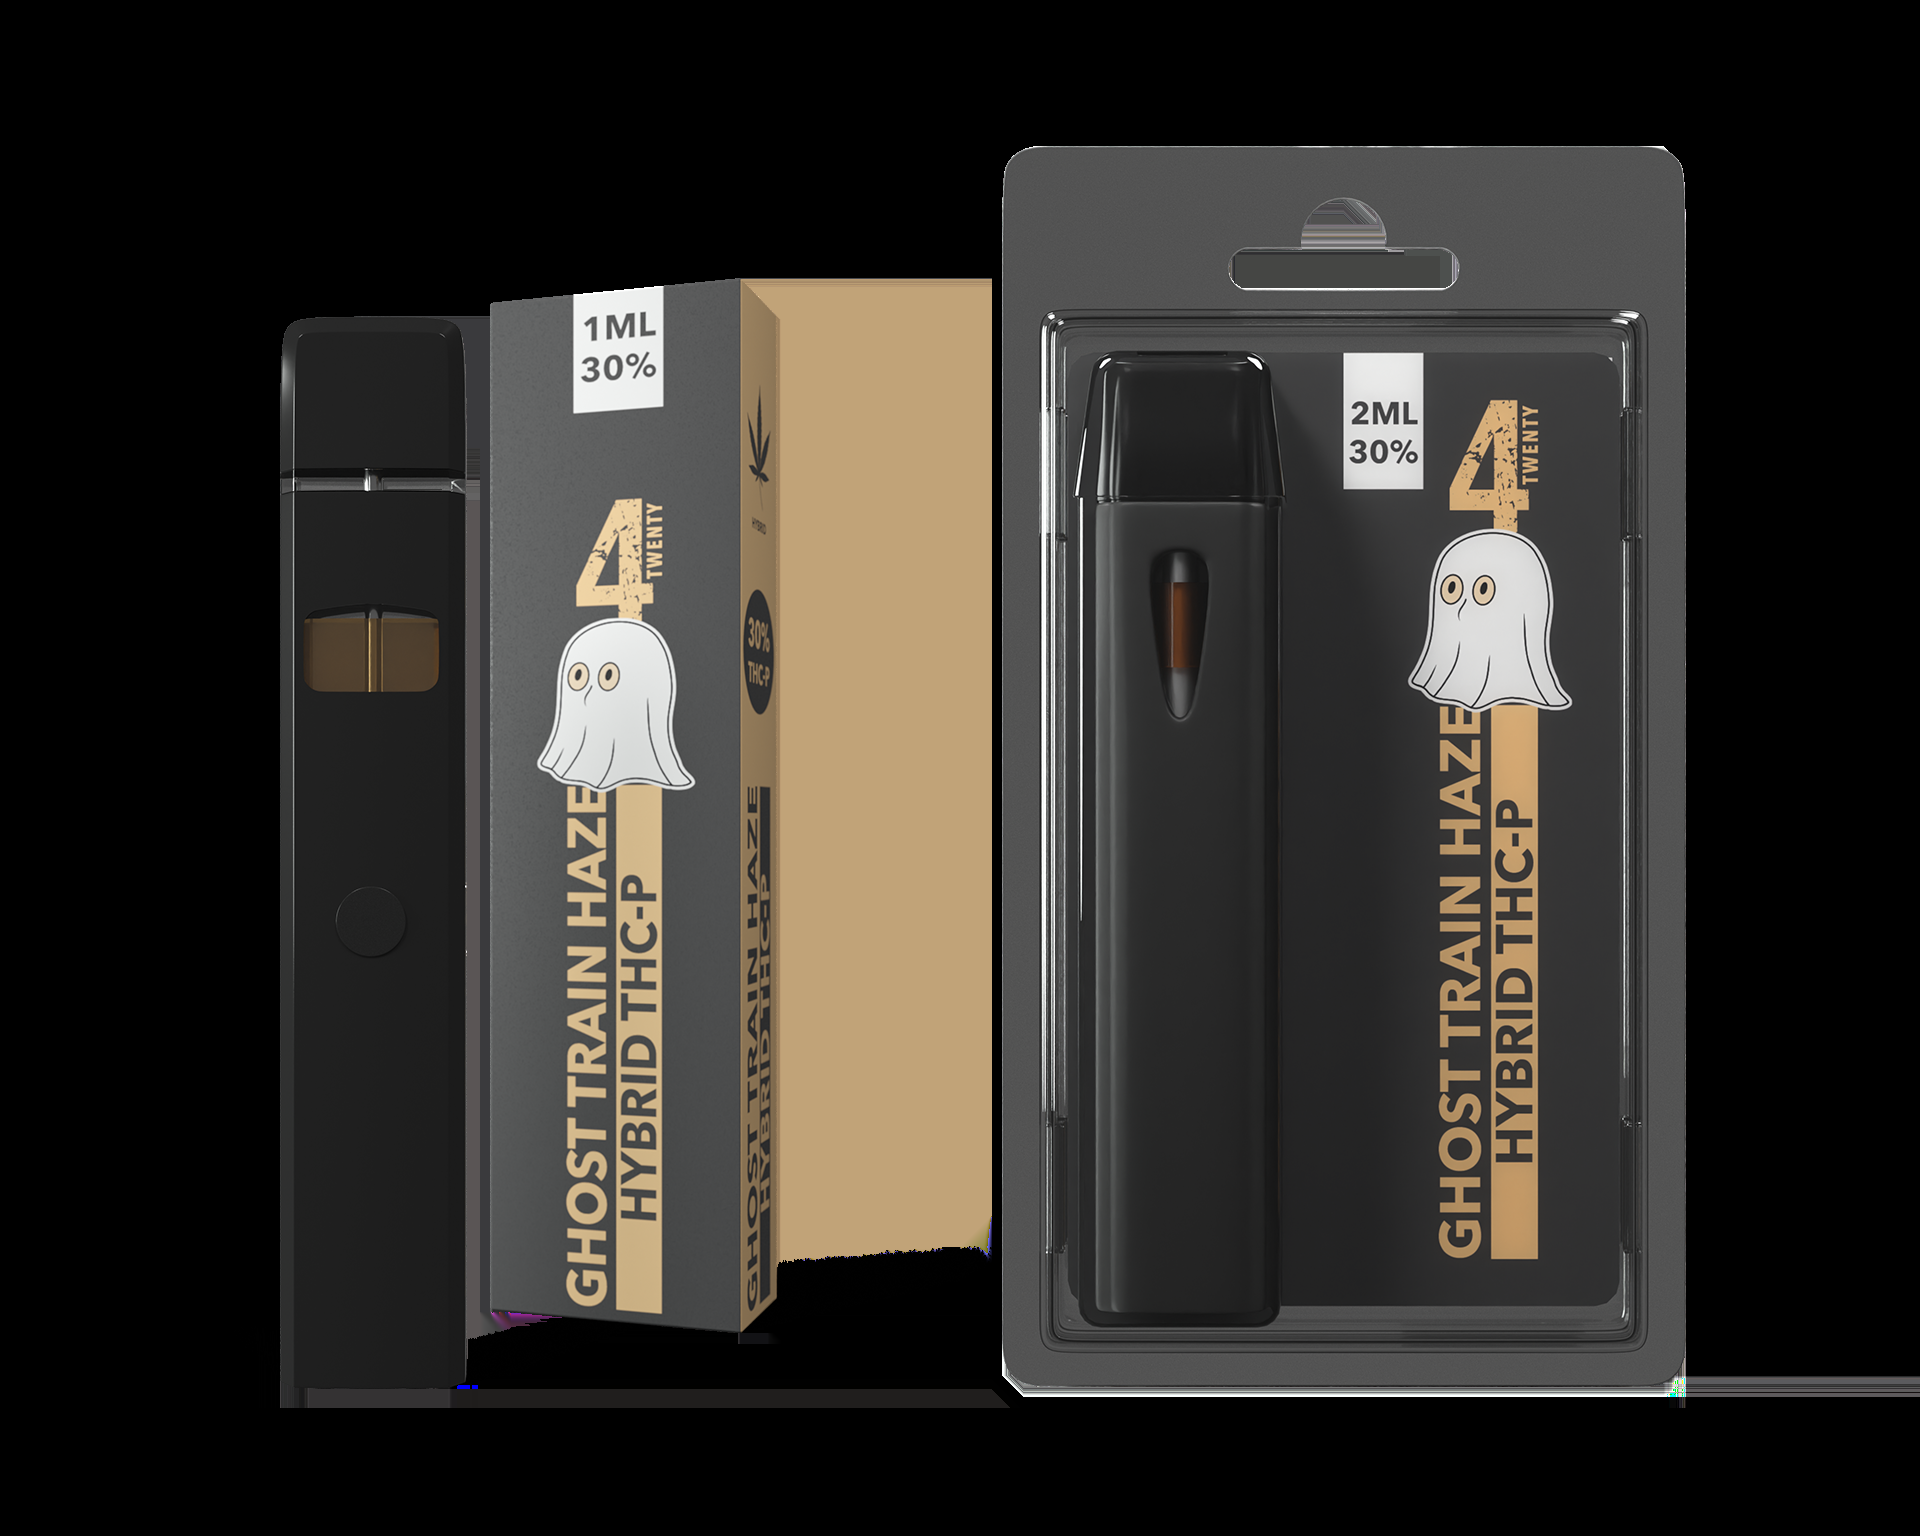 1ML
30%
4
TWENTY
GHOST TRAIN HAZE
HYBRID THC-P
HYBRID
30%
THC-P
GHOST TRAIN HAZE
HYBRID THC-P
2ML
30%
4
TWENTY
GHOST TRAIN HAZE
HYBRID THC-P